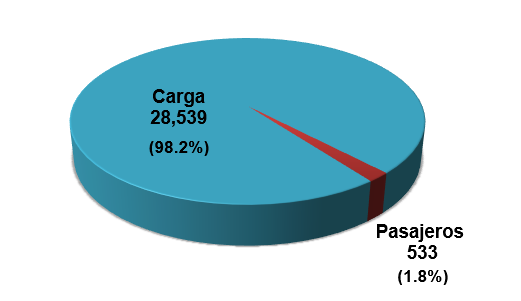 Carga
28,539
(98.2%)
Pasajeros
533
(1.8%)